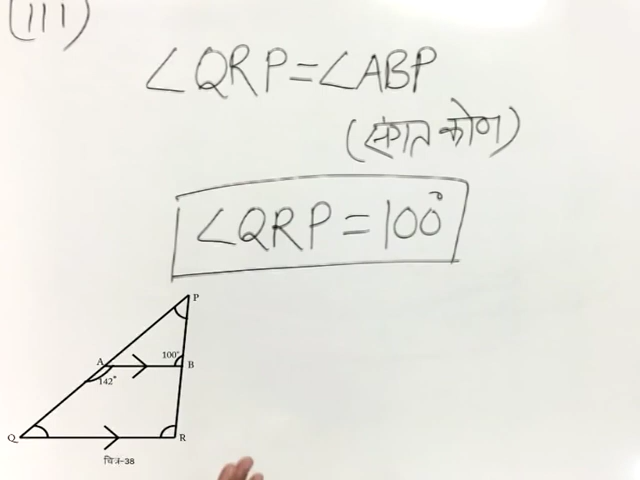 (iii)
∠QRP=∠ABP
(संगत कोण)
∠QRP=100°
P
A
100°
B
142°
Q
R
चित्र-38